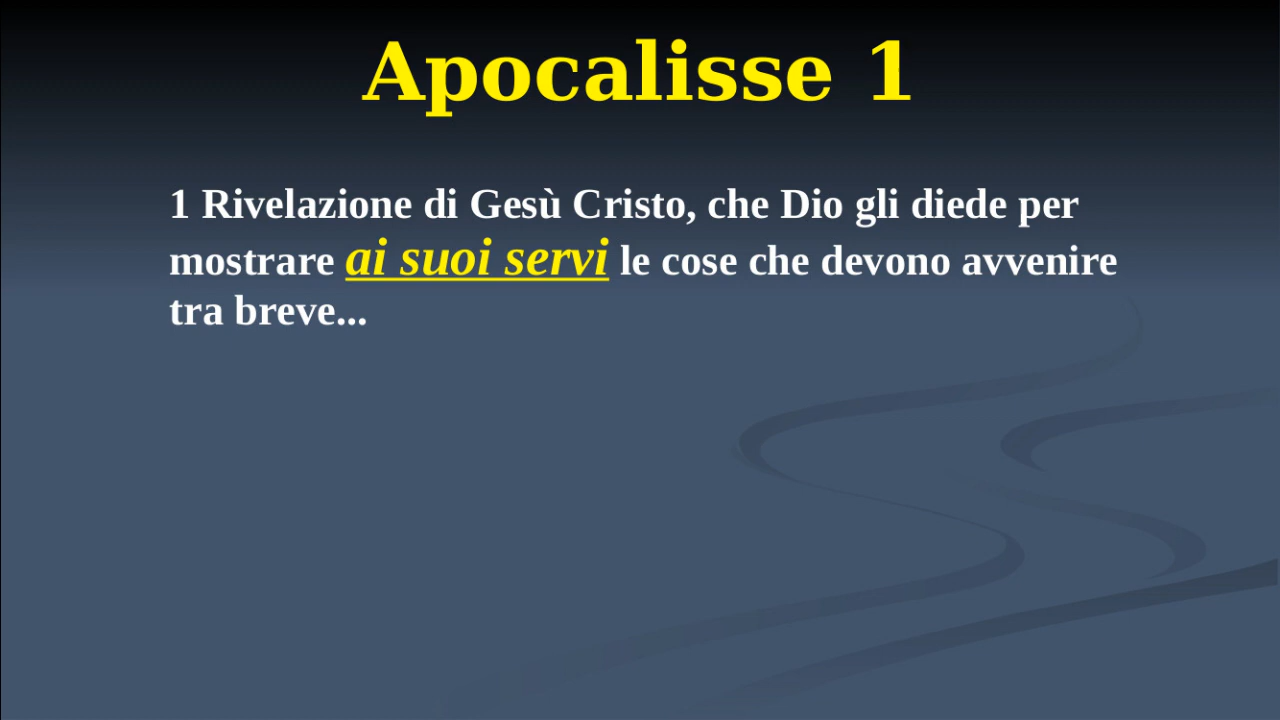 Apocalisse 1
1 Rivelazione di Gesù Cristo, che Dio gli diede per
mostrare ai suoi servi le cose che devono avvenire
tra breve...